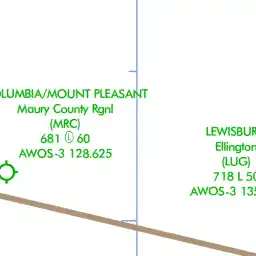 OLUMBIA/MOUNT PLEASANT
Maury County Rgnl
(MRC)
681 Ⓛ 60
AWOS-3 128.625
LEWISBUR
Ellington
(LUG)
718 L 50
AWOS-3 135